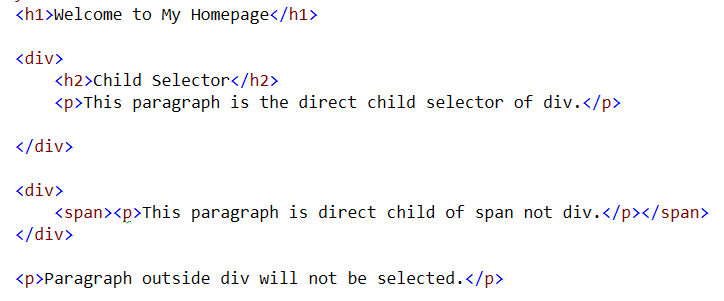 <h1>Welcome to My Homepage</h1>
<div>
<h2>Child Selector</h2>
<p>This paragraph is the direct child selector of div.</p>
</div>
<div>
<span><p>This paragraph is direct child of span not div.</p></span>
</div>
<p>Paragraph outside div will not be selected.</p>